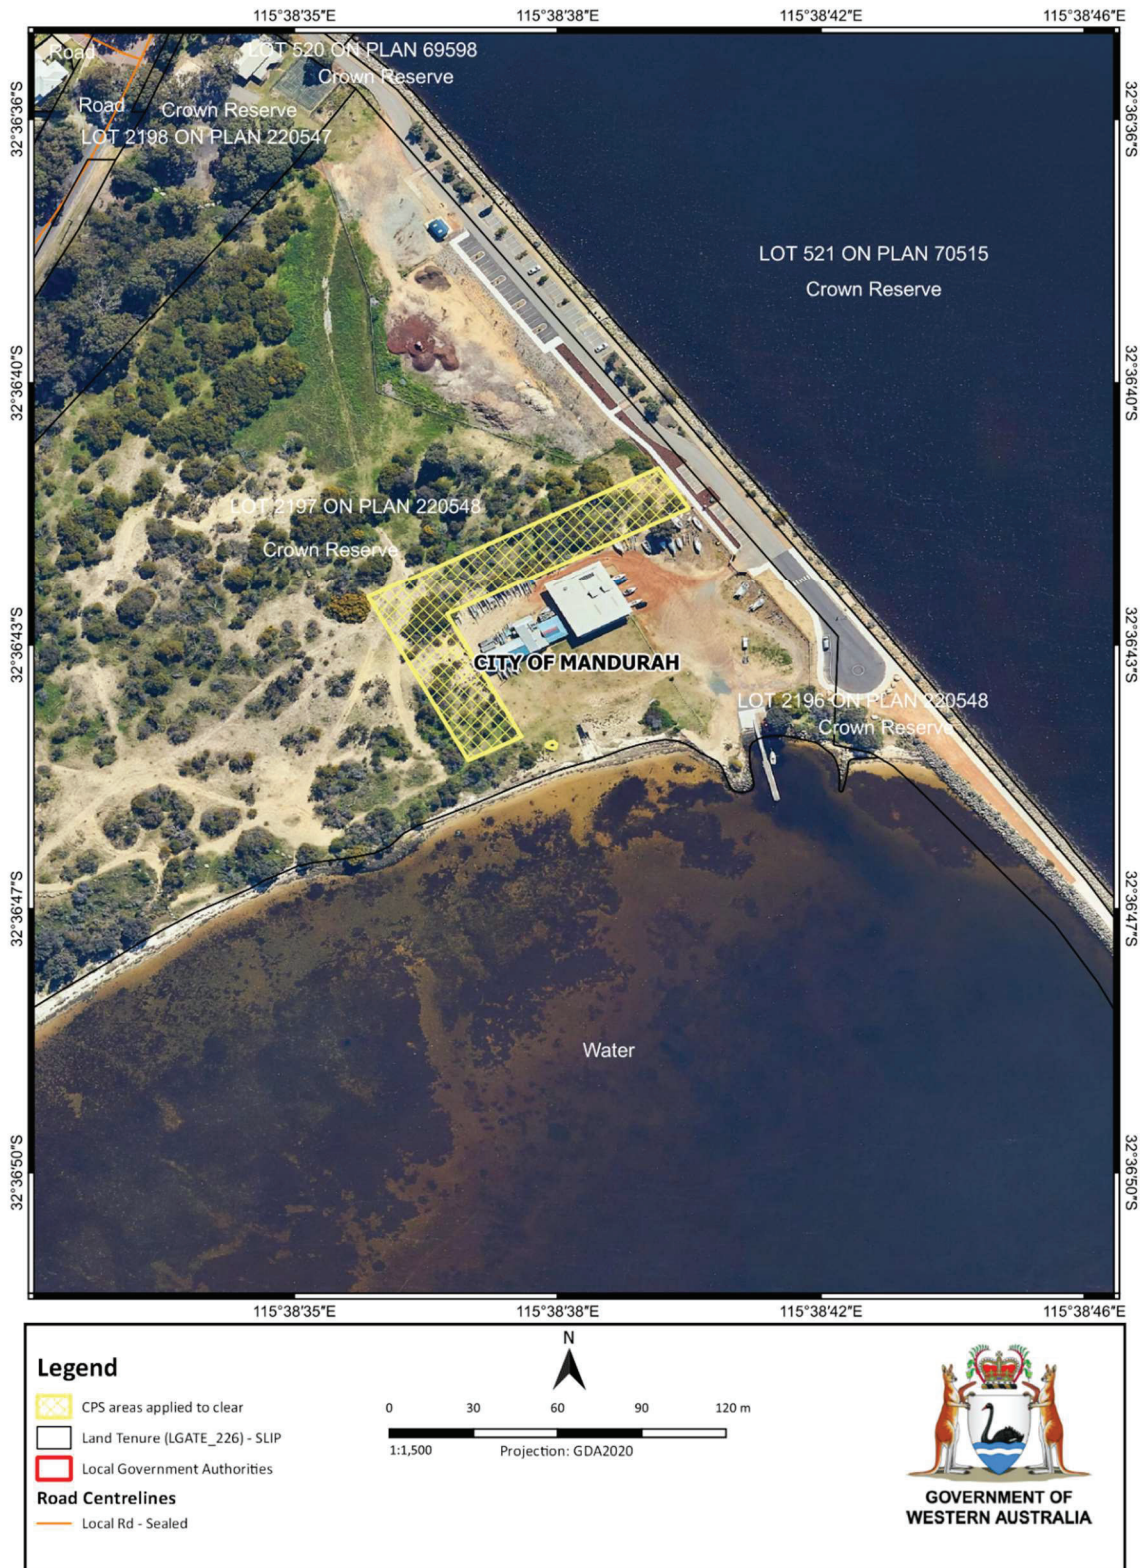 115°38'35"E 115°38'38"E 115°38'42"E 115°38'46"E
Road
LOT 520 ON PLAN 69598
Crown Reserve
Road
Crown Reserve
LOT 2198 ON PLAN 220547
32°36'36"S
32°36'36"S
LOT 521 ON PLAN 70515
Crown Reserve
32°36'40"S
32°36'40"S
LOT 2197 ON PLAN 220548
Crown Reserve
32°36'43"S
32°36'43"S
CITY OF MANDURAH
LOT 2196 ON PLAN 220548
Crown Reserve
32°36'47"S
32°36'47"S
Water
32°36'50"S
32°36'50"S
115°38'35"E 115°38'38"E 115°38'42"E 115°38'46"E
Legend
CPS areas applied to clear
Land Tenure (LGATE_226) - SLIP
Local Government Authorities
Road Centrelines
Local Rd - Sealed
N
0 30 60 90 120 m
1:1,500 Projection: GDA2020
GOVERNMENT OF
WESTERN AUSTRALIA